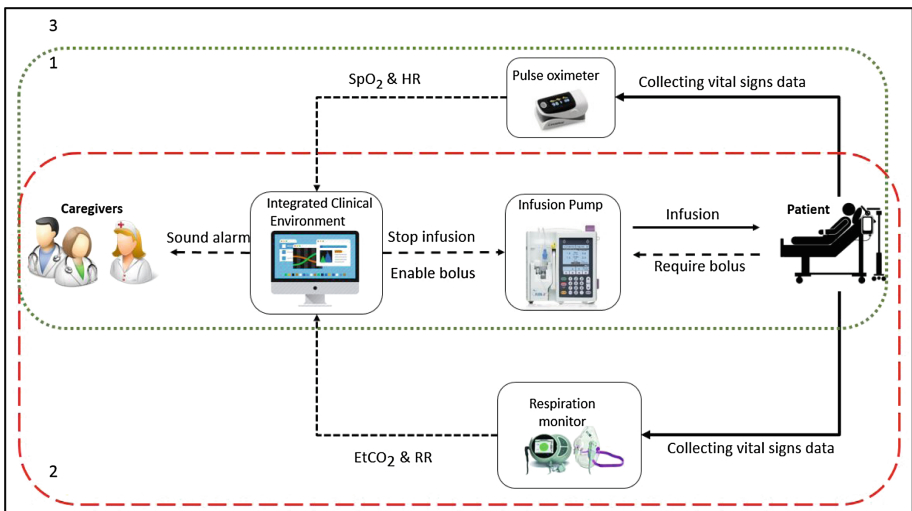 3
1
SpO2 & HR
Pulse oximeter
Collecting vital signs data
Caregivers
Integrated Clinical
Environment
Infusion Pump
Infusion
Patient
Sound alarm
Stop infusion
Enable bolus
Require bolus
Respiration
monitor
EtCO2 & RR
Collecting vital signs data
2